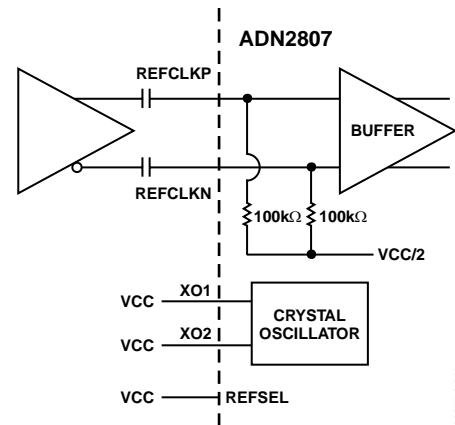 ADN2807
REFCLKP
BUFFER
REFCLKN
100kΩ 100kΩ
VCC/2
VCC XO1
CRYSTAL
OSCILLATOR
VCC XO2
VCC REFSEL